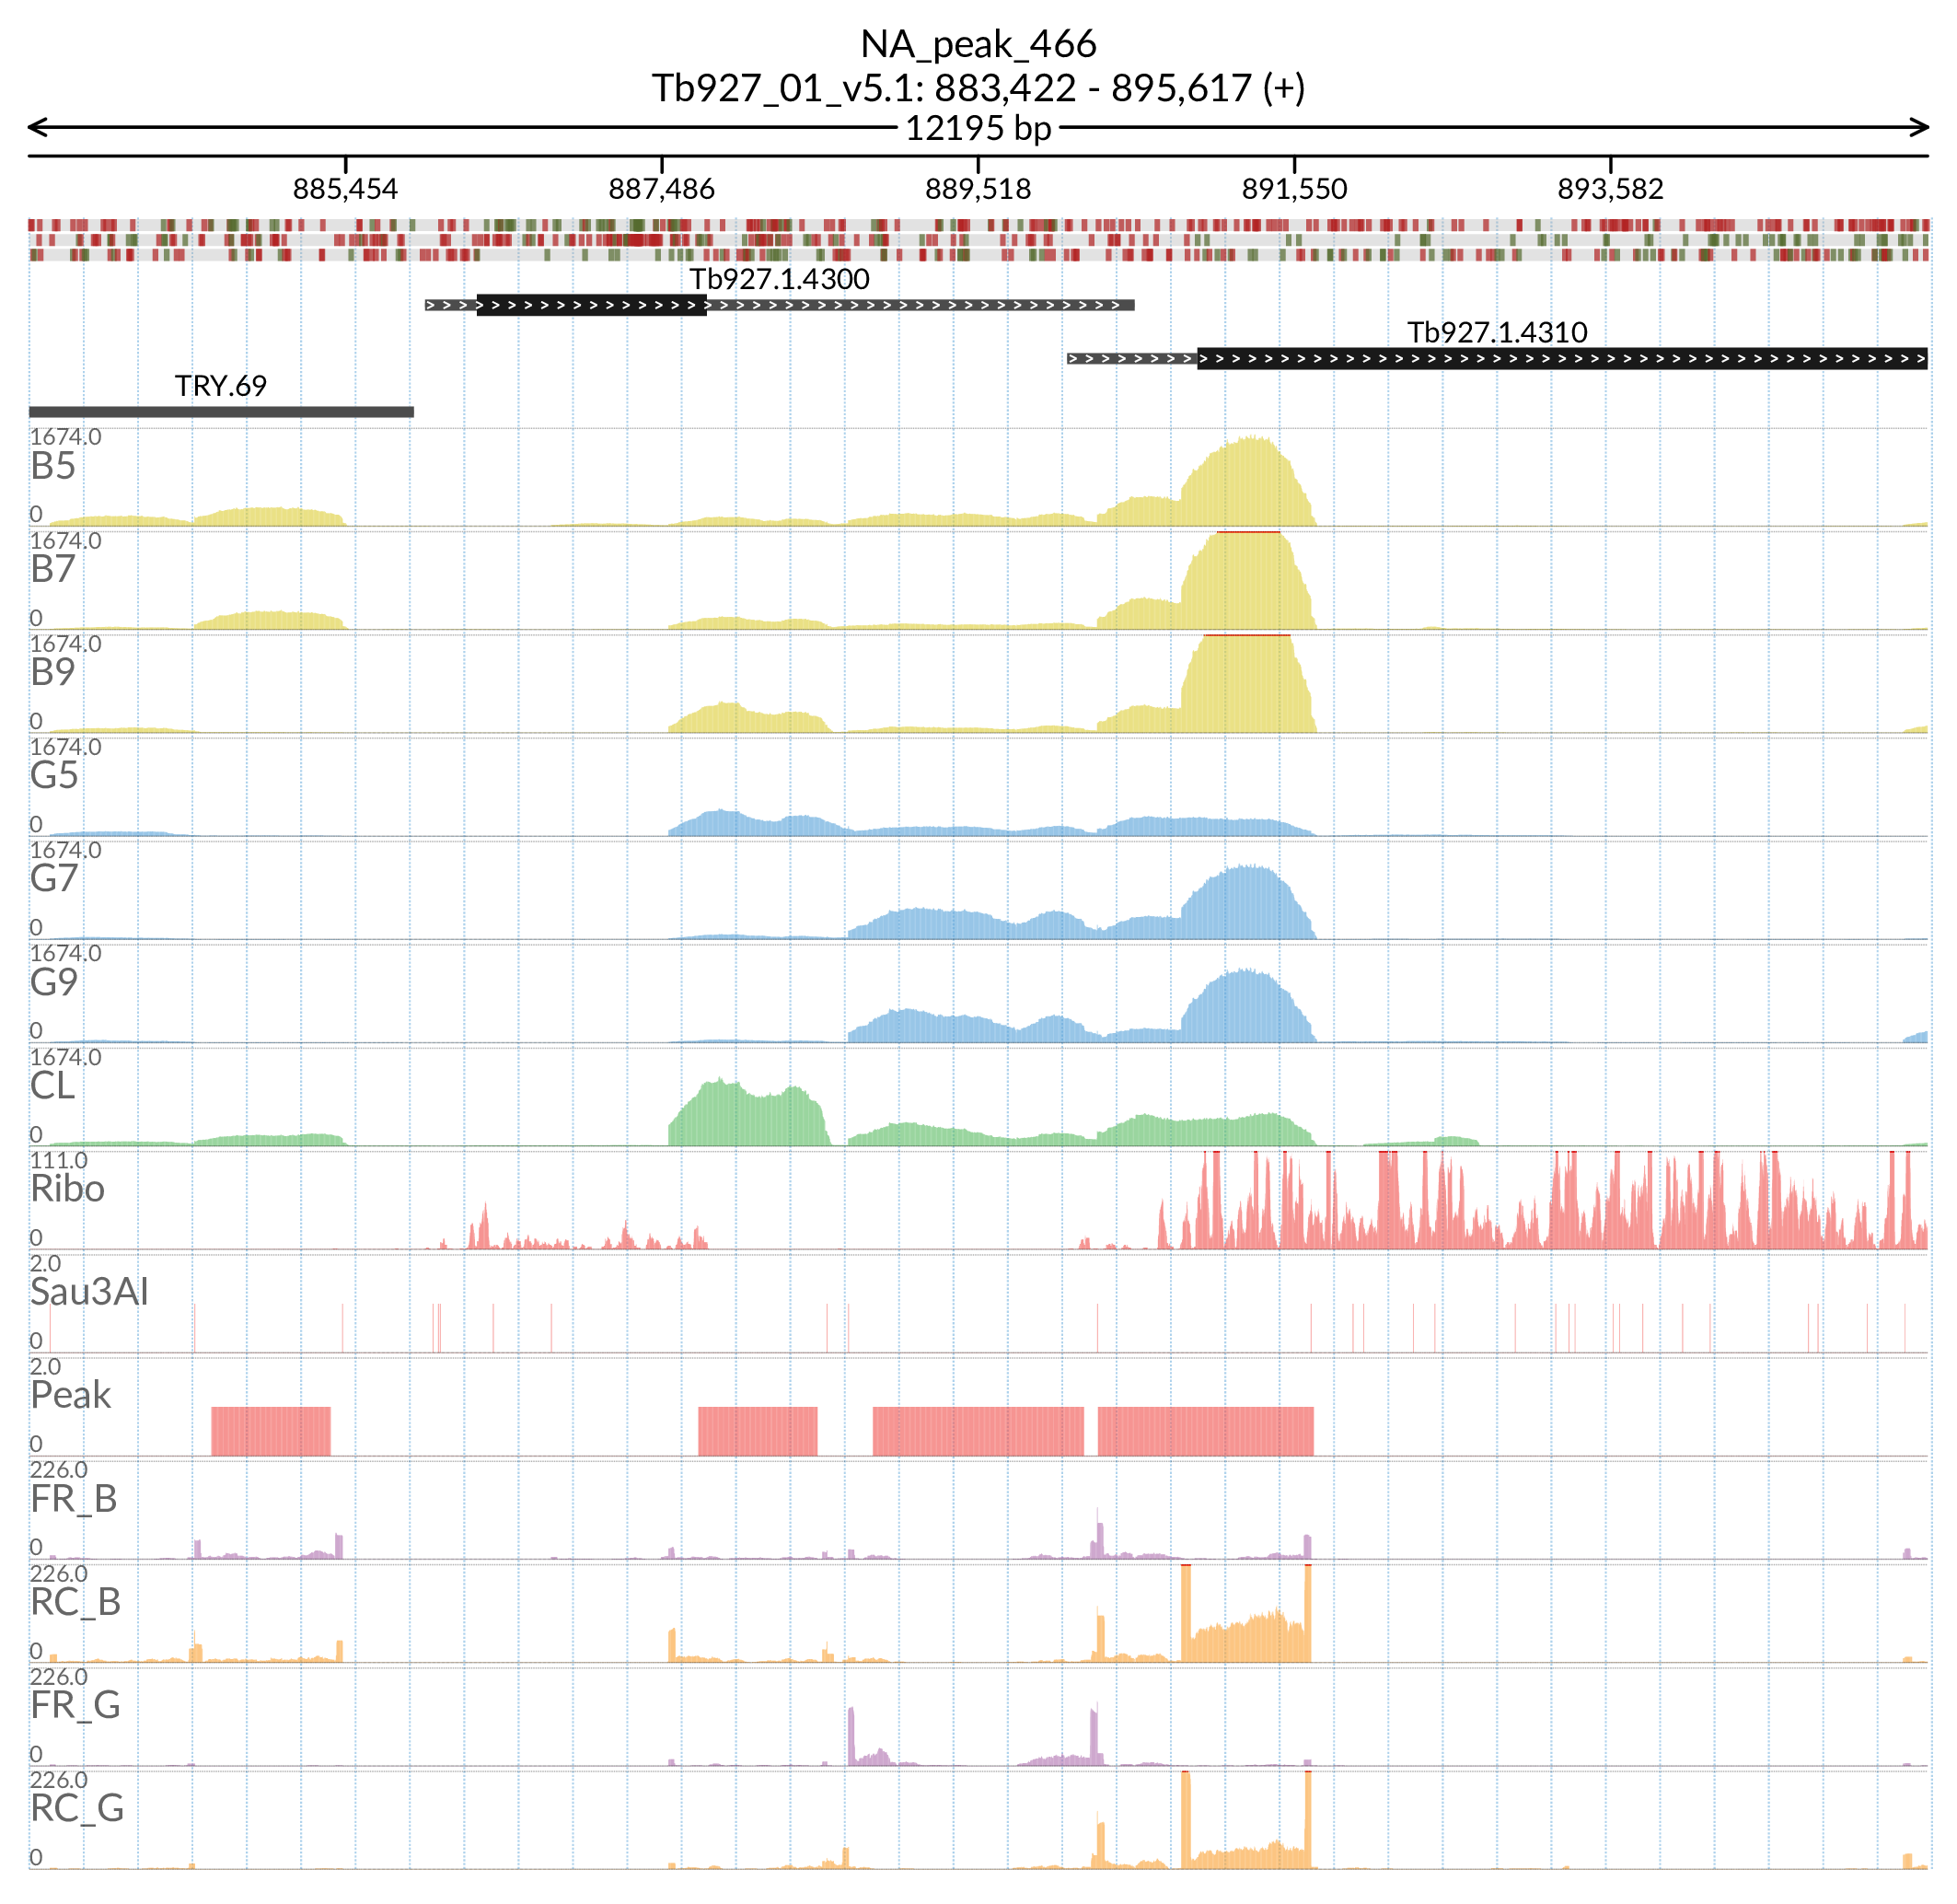 NA_peak_466
Tb927_01_v5.1: 883,422 - 895,617 (+)
12195 bp
885,454 887,486 889,518 891,550 893,582
Tb927.1.4300
Tb927.1.4310
TRY.69
1674.0
B5
0
1674.0
B7
0
1674.0
B9
0
1674.0
G5
0
1674.0
G7
0
1674.0
G9
0
1674.0
CL
0
111.0
Ribo
0
2.0
Sau3AI
0
2.0
Peak
0
226.0
FR_B
0
226.0
RC_B
0
226.0
FR_G
0
226.0
RC_G
0